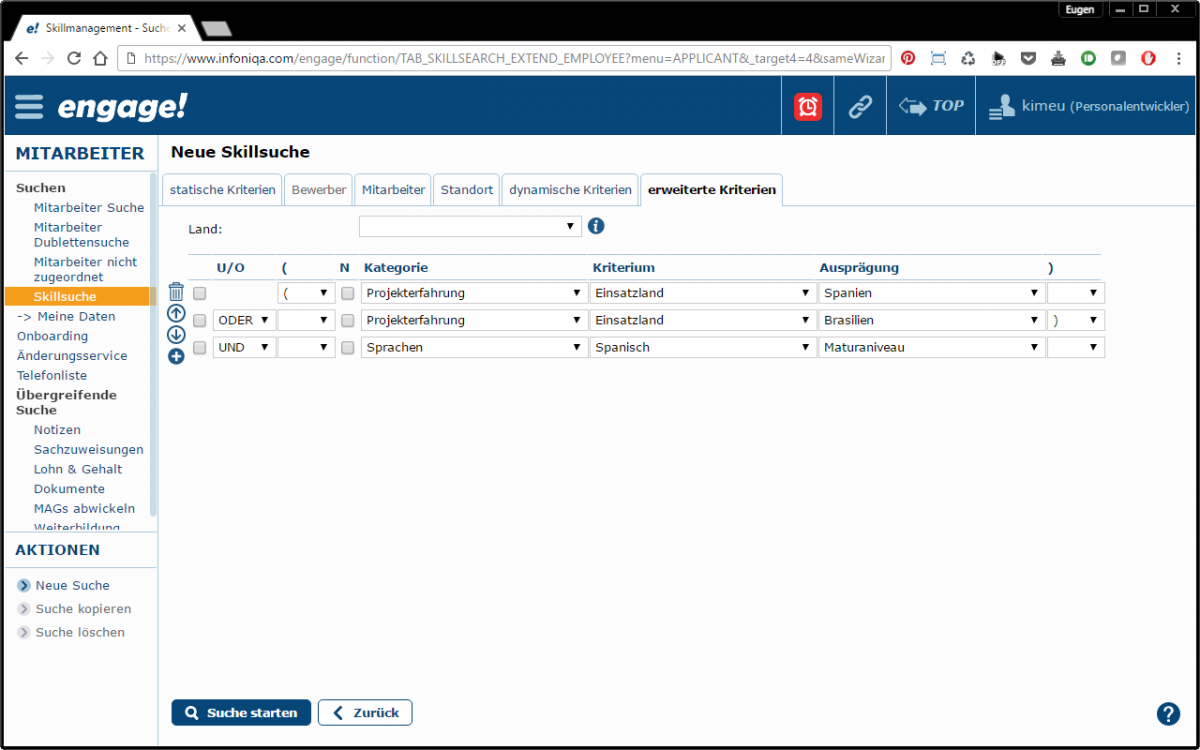 Eugen
e! Skillmanagement - Suche
https://www.infoniqa.com/engage/function/TAB_SKILLSEARCH_EXTEND_EMPLOYEE?menu=APPLICANT&_target4=4&sameWizar
engage!
TOP
kimeu (Personalentwickler)
MITARBEITER
Suchen
Mitarbeiter Suche
Mitarbeiter
Dublettensuche
Mitarbeiter nicht
zugeordnet
Skillsuche
-> Meine Daten
Onboarding
Änderungsservice
Telefonliste
Übergreifende
Suche
Notizen
Sachzuweisungen
Lohn & Gehalt
Dokumente
MAGs abwickeln
Weiterbildung
AKTIONEN
Neue Suche
Suche kopieren
Suche löschen
Neue Skillsuche
statische Kriterien Bewerber Mitarbeiter Standort dynamische Kriterien erweiterte Kriterien
Land:
U/O ( N Kategorie Kriterium Ausprägung )
( Projekterfahrung Einsatzland Spanien
ODER Projekterfahrung Einsatzland Brasilien )
UND Sprachen Spanisch Maturaniveau
Suche starten Zurück
?